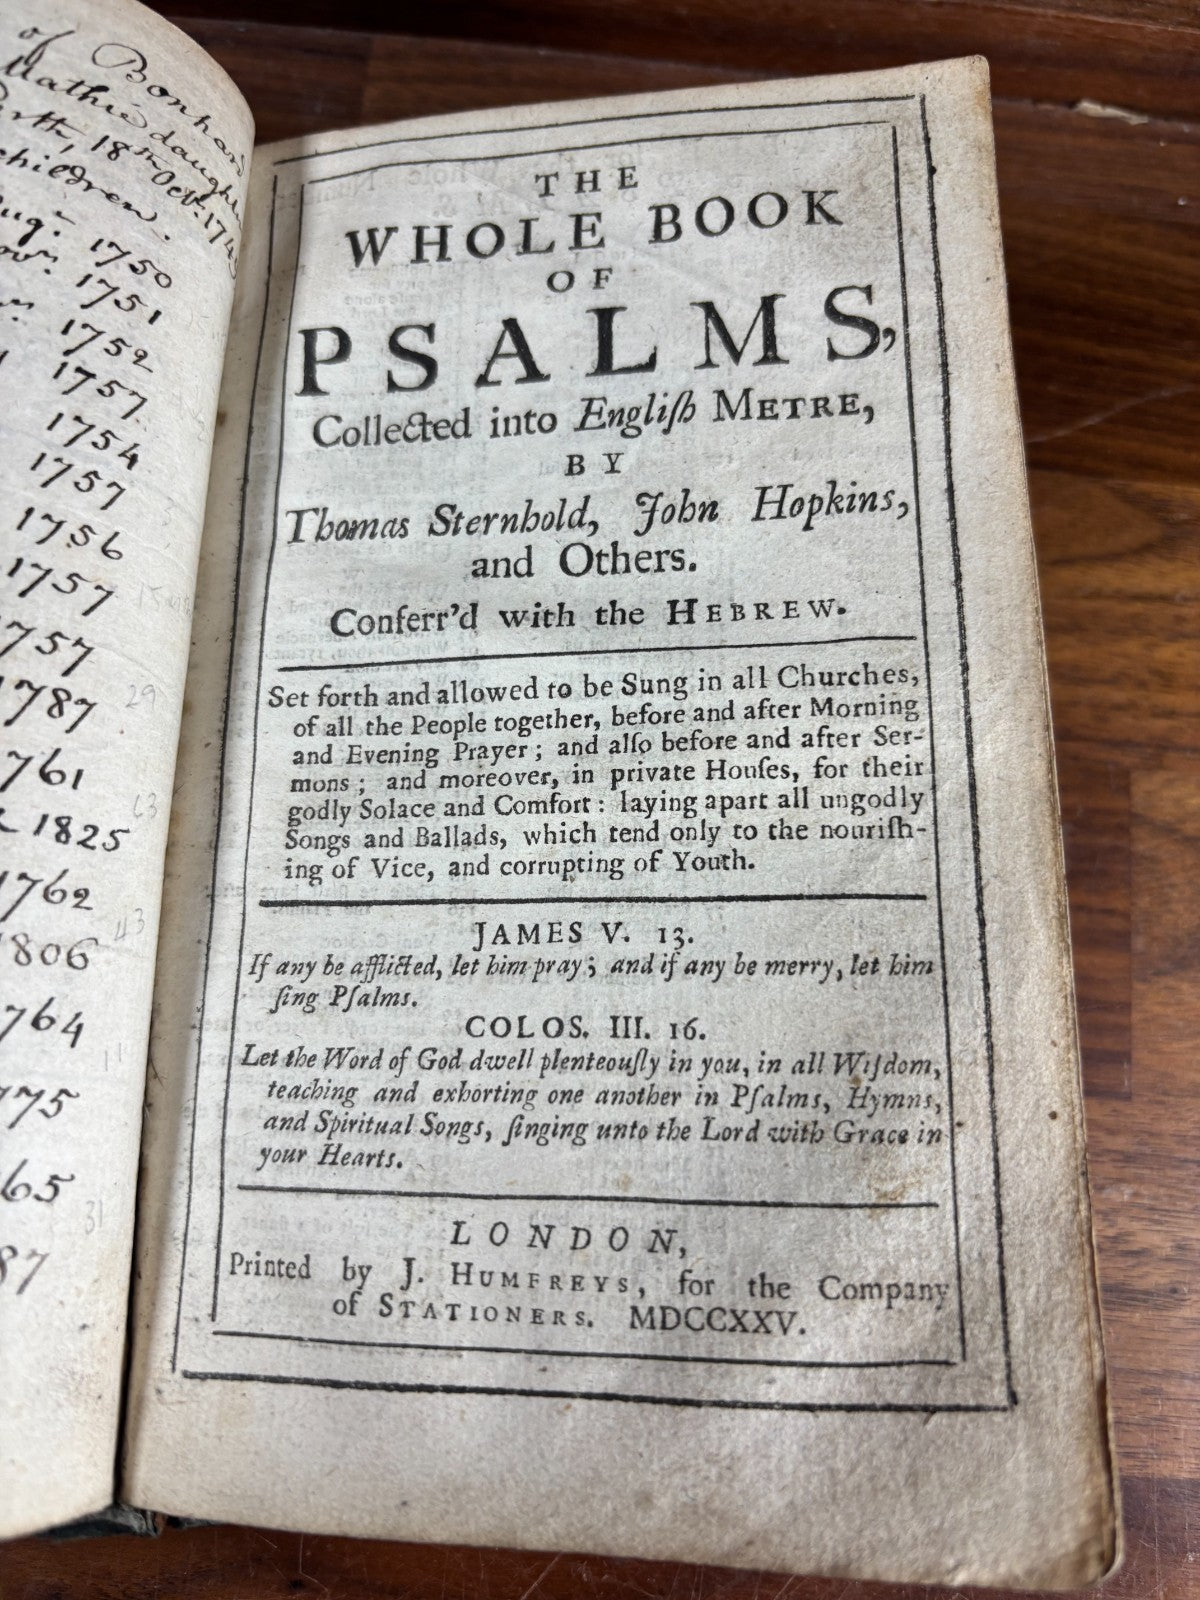 of Bonhard
Mathie daughter
Perth, 18th Octr. 174
children.
Augt. 1750
1751
1752
1757
1754
1757
1756
1757
1757
1787
1761
1825
1762
1806
1764
775
65
87
THE
WHOLE BOOK
OF
PSALMS,
Collected into Engliſh METRE,
BY
Thomas Sternhold, John Hopkins,
and Others.
Conferr'd with the HEBREW.
Set forth and allowed to be Sung in all Churches,
of all the People together, before and after Morning
and Evening Prayer; and alſo before and after Ser-
mons; and moreover, in private Houſes, for their
godly Solace and Comfort: laying apart all ungodly
Songs and Ballads, which tend only to the nouriſh-
ing of Vice, and corrupting of Youth.
JAMES V. 13.
If any be afflicted, let him pray; and if any be merry, let him
ſing Pſalms.
COLOS. III. 16.
Let the Word of God dwell plenteouſly in you, in all Wiſdom,
teaching and exhorting one another in Pſalms, Hymns,
and Spiritual Songs, ſinging unto the Lord with Grace in
your Hearts.
LONDON,
Printed by J. HUMFREYS, for the Company
of STATIONERS. MDCCXXV.